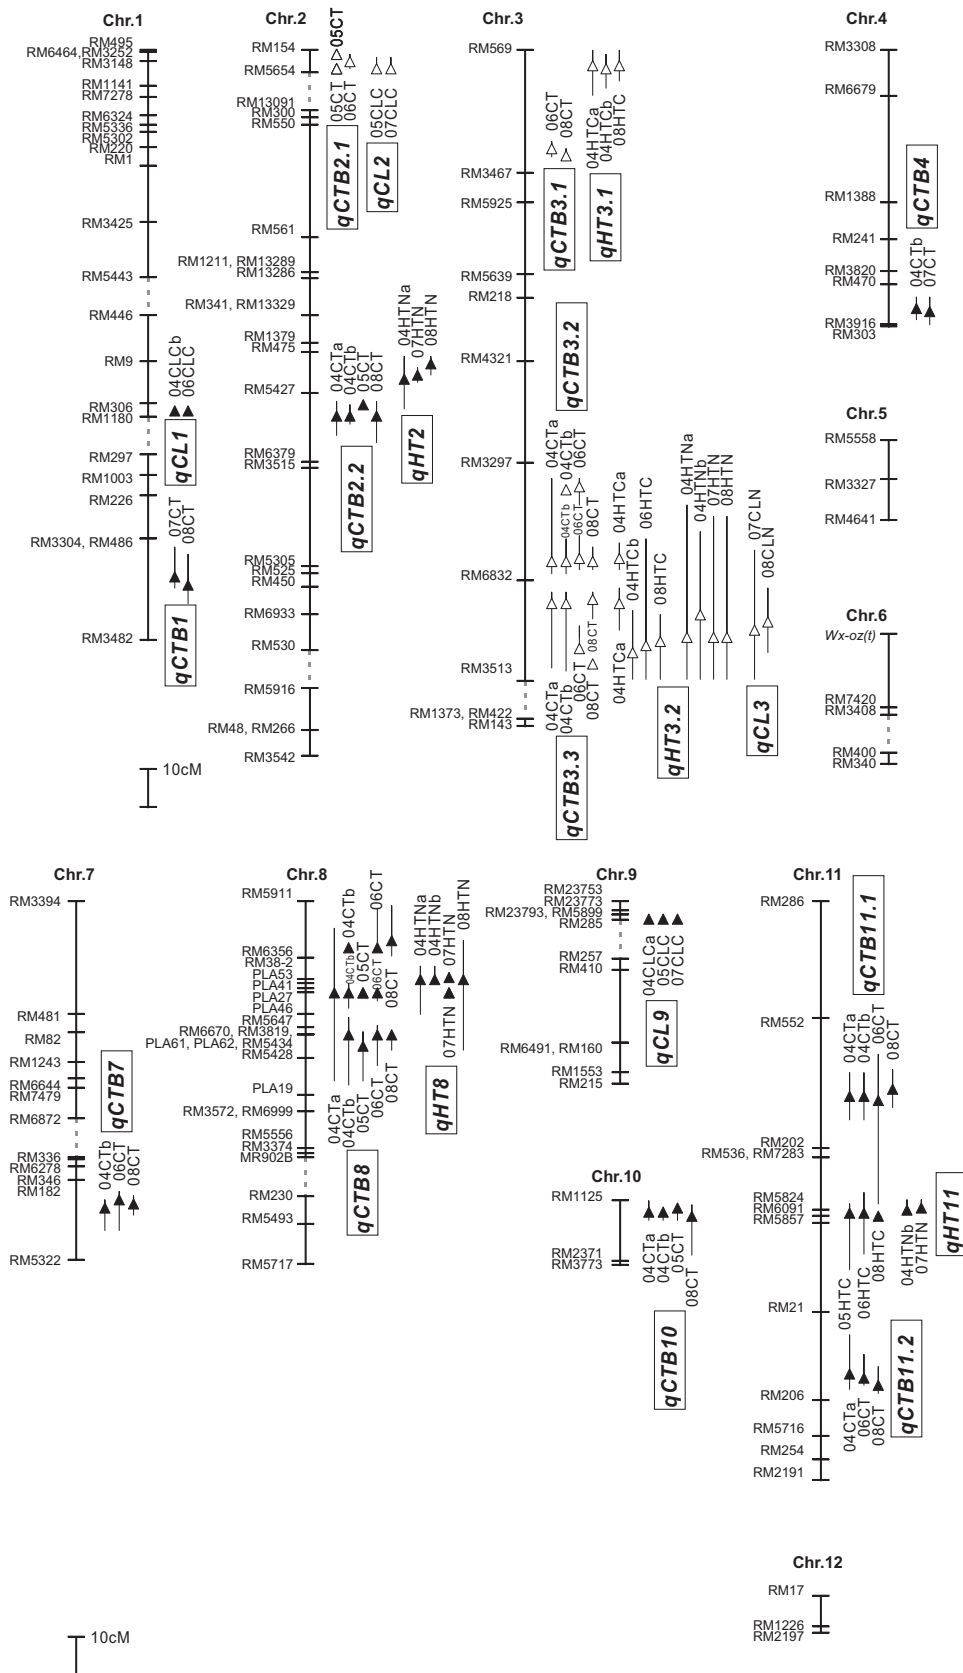 Chr.1
RM495
RM6464,RM3252
RM3148
RM1141
RM7278
RM6324
RM5336
RM5302
RM220
RM1
RM3425
RM5443
RM446
RM9
RM306
RM1180
RM297
RM1003
RM226
RM3304, RM486
RM3482
04CLCb
06CLC
qCL1
07CT
08CT
qCTB1
10cM
Chr.2
RM154
RM5654
RM13091
RM300
RM550
RM561
RM1211, RM13289
RM13286
RM341, RM13329
RM1379
RM475
RM5427
RM6379
RM3515
RM5305
RM525
RM450
RM6933
RM530
RM5916
RM48, RM266
RM3542
05CT
05CT
06CT
qCTB2.1
05CLC
07CLC
qCL2
04CTa
04CTb
05CT
08CT
qCTB2.2
04HTNa
07HTN
08HTN
qHT2
Chr.3
RM569
RM3467
RM5925
RM5639
RM218
RM4321
RM3297
RM6832
RM3513
RM1373, RM422
RM143
06CT
08CT
qCTB3.1
04HTCa
04HTCb
08HTC
qHT3.1
qCTB3.2
04CTa
04CTb
06CT
04CTb
06CT
08CT
04HTCa
04HTCb
06HTC
08HTC
04HTNa
04HTNb
07HTN
08HTN
07CLN
08CLN
04CTa
04CTb
06CT
08CT
08CT
04HTCa
qCTB3.3
qHT3.2
qCL3
Chr.4
RM3308
RM6679
RM1388
RM241
RM3820
RM470
RM3916
RM303
qCTB4
04CTb
07CT
Chr.5
RM5558
RM3327
RM4641
Chr.6
Wx-oz(t)
RM7420
RM3408
RM400
RM340
Chr.7
RM3394
RM481
RM82
RM1243
RM6644
RM7479
RM6872
RM336
RM6278
RM346
RM182
RM5322
qCTB7
04CTb
06CT
08CT
Chr.8
RM5911
RM6356
RM38-2
PLA53
PLA41
PLA27
PLA46
RM5647
RM6670, RM3819,
PLA61, PLA62, RM5434
RM5428
PLA19
RM3572, RM6999
RM5556
RM3374
MR902B
RM230
RM5493
RM5717
04CTb
06CT
04CTb
05CT
06CT
08CT
04CTa
04CTb
05CT
06CT
08CT
qCTB8
04HTNa
04HTNb
07HTN
08HTN
07HTN
qHT8
Chr.9
RM23753
RM23773
RM23793, RM5899
RM285
RM257
RM410
RM6491, RM160
RM1553
RM215
04CLCa
05CLC
07CLC
qCL9
Chr.10
RM1125
RM2371
RM3773
04CTa
04CTb
05CT
08CT
qCTB10
Chr.11
RM286
RM552
RM202
RM536, RM7283
RM5824
RM6091
RM5857
RM21
RM206
RM5716
RM254
RM2191
qCTB11.1
04CTa
04CTb
06CT
08CT
05HTC
06HTC
08HTC
04HTNb
07HTN
qHT11
04CTa
06CT
08CT
qCTB11.2
Chr.12
RM17
RM1226
RM2197
10cM